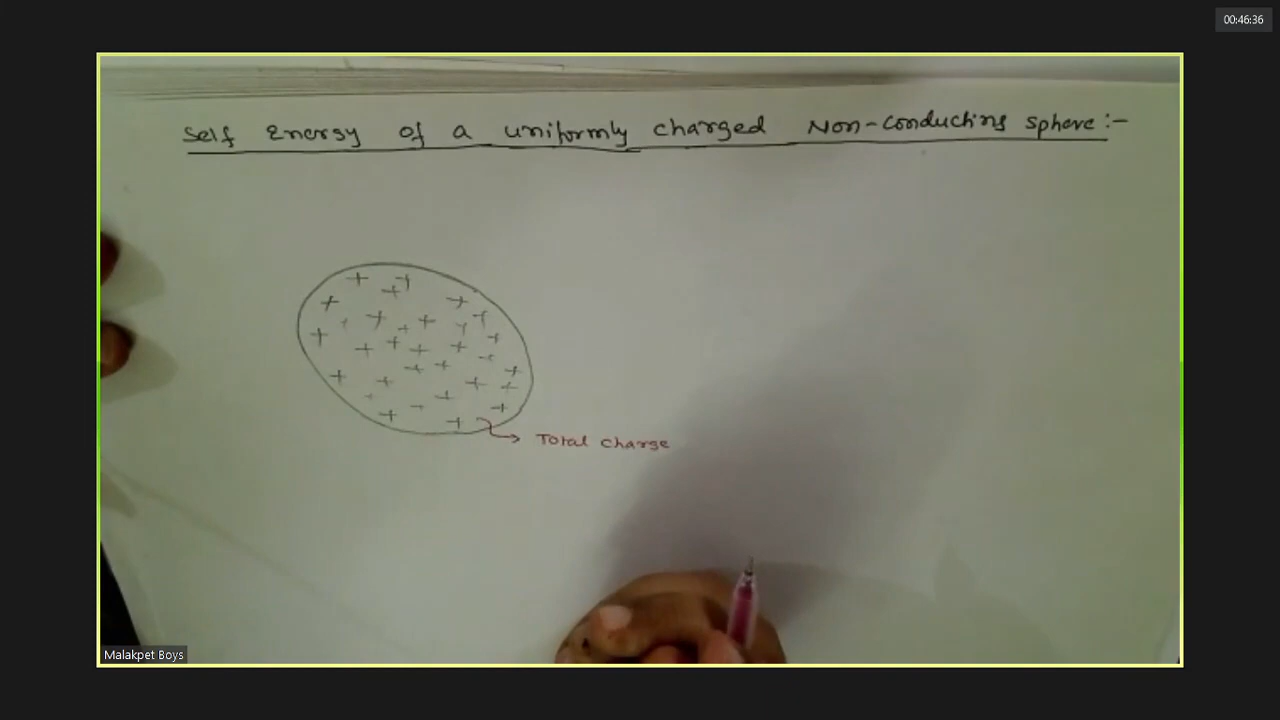 00:46:36
Self Energy of a uniformly charged Non-conducting sphere :-
Total charge
Malakpet Boys